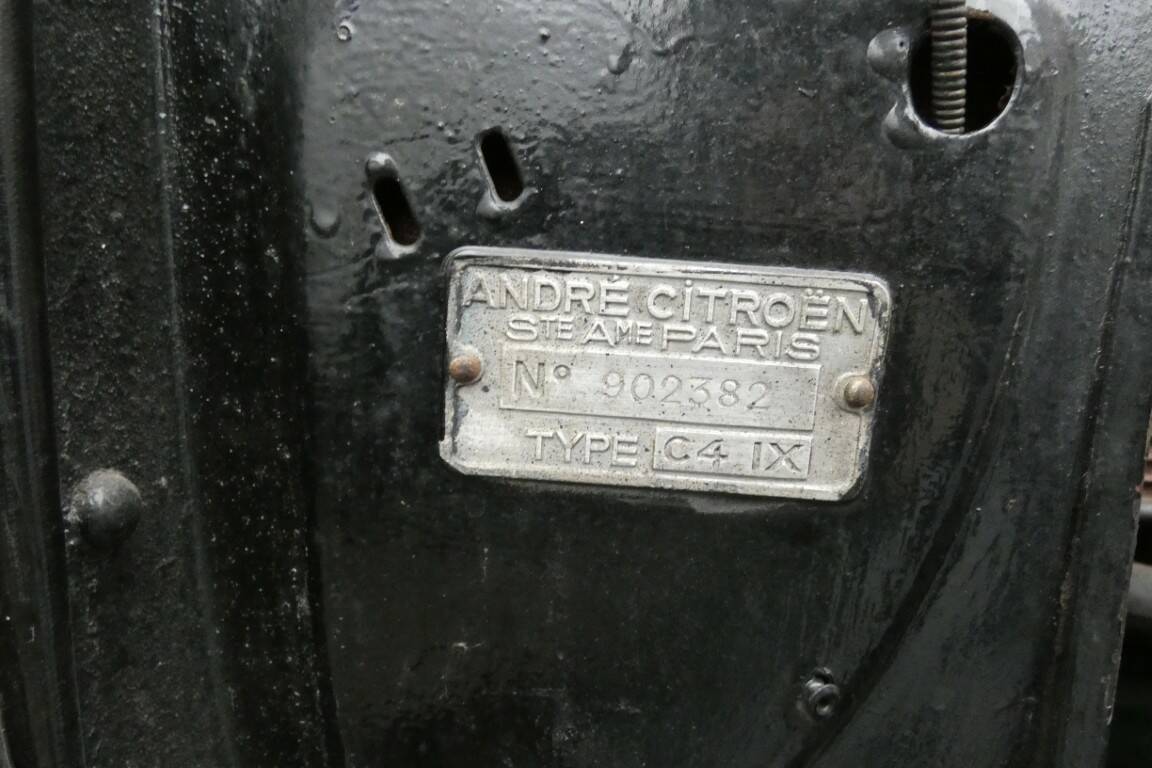 ANDRÉ CITROËN
STE AME PARIS
N° 902382
TYPE C4 IX